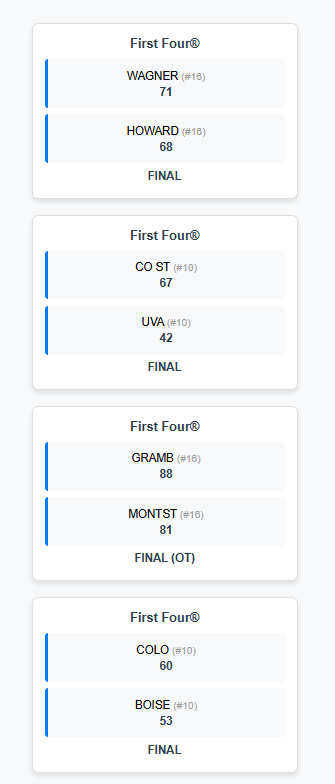 First Four®
WAGNER (#16)
71
HOWARD (#16)
68
FINAL
First Four®
CO ST (#10)
67
UVA (#10)
42
FINAL
First Four®
GRAMB (#16)
88
MONTST (#16)
81
FINAL (OT)
First Four®
COLO (#10)
60
BOISE (#10)
53
FINAL